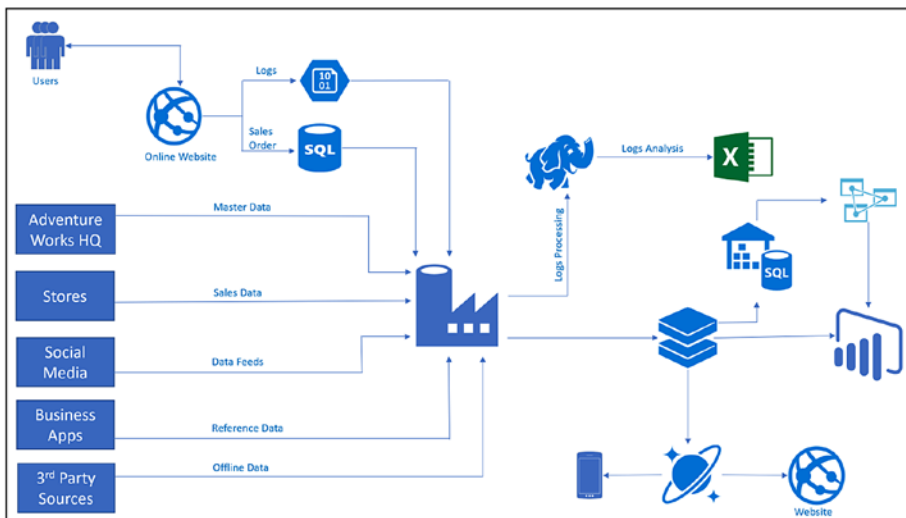 Users
Logs
10
01
Online Website
Sales
Order
SQL
Logs Analysis
X
Adventure
Works HQ
Master Data
Logs Processing
SQL
Stores
Sales Data
Social
Media
Data Feeds
Business
Apps
Reference Data
3rd Party
Sources
Offline Data
Website